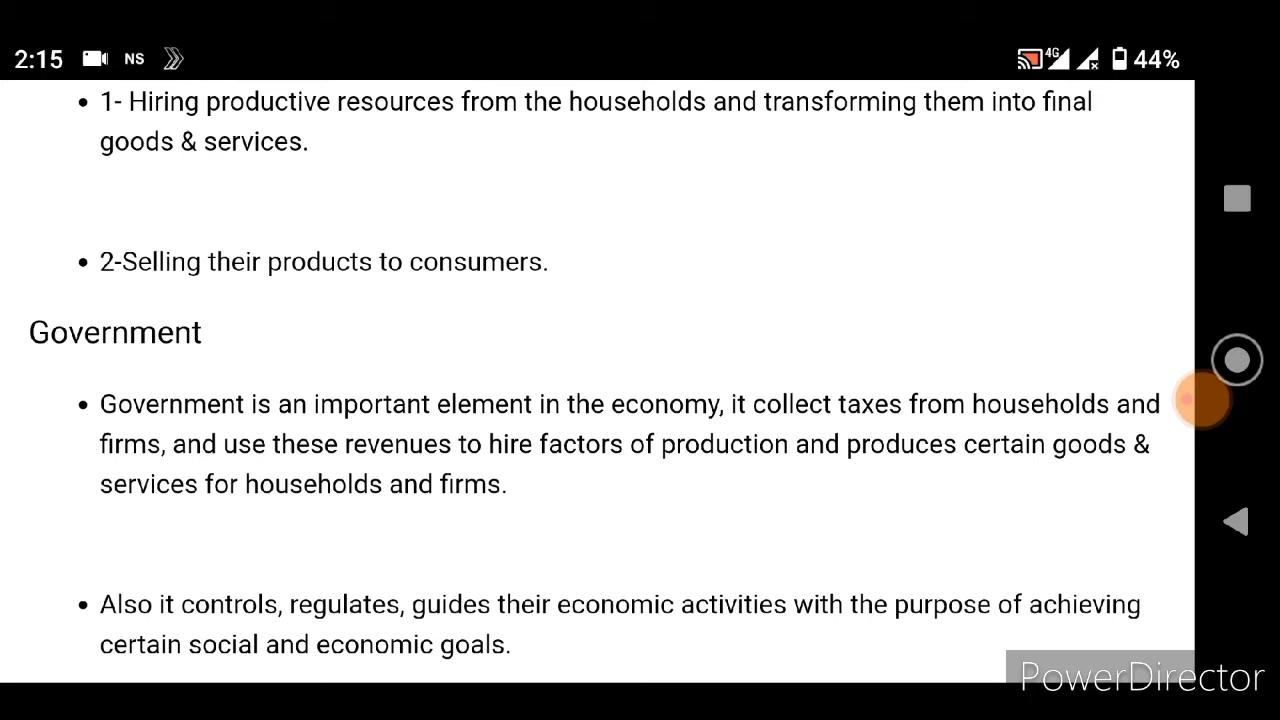 2:15 NS 4G 44%
• 1- Hiring productive resources from the households and transforming them into final
goods & services.
• 2-Selling their products to consumers.
Government
• Government is an important element in the economy, it collect taxes from households and
firms, and use these revenues to hire factors of production and produces certain goods &
services for households and firms.
• Also it controls, regulates, guides their economic activities with the purpose of achieving
certain social and economic goals.
PowerDirector